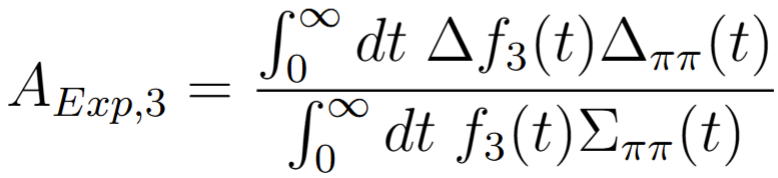 A_{Exp,3} = \frac{\int_0^\infty dt \, \Delta f_3(t) \Delta_{\pi\pi}(t)}{\int_0^\infty dt \, f_3(t) \Sigma_{\pi\pi}(t)}